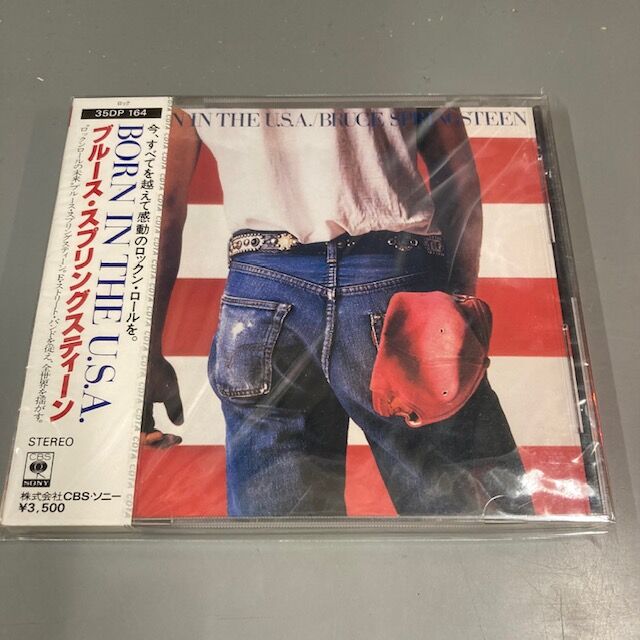 ロック
35DP 164
BORN IN THE U.S.A.
ブルース・スプリングスティーン
今、すべてを越えて感動のロックン・ロールを。
STEREO
CBS
SONY
株式会社CBS・ソニー
¥3,500
N IN THE U.S.A./BRUCE SPRINGSTEEN